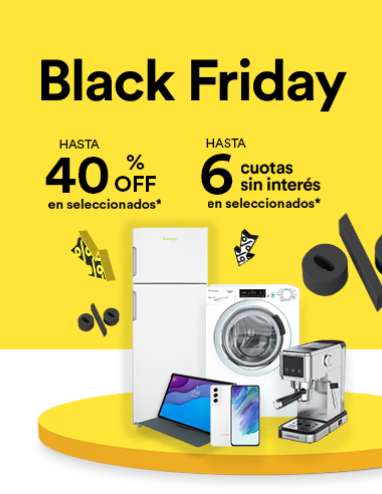 Black Friday
HASTA
40 % OFF
en seleccionados*
HASTA
6 cuotas
sin interés
en seleccionados*